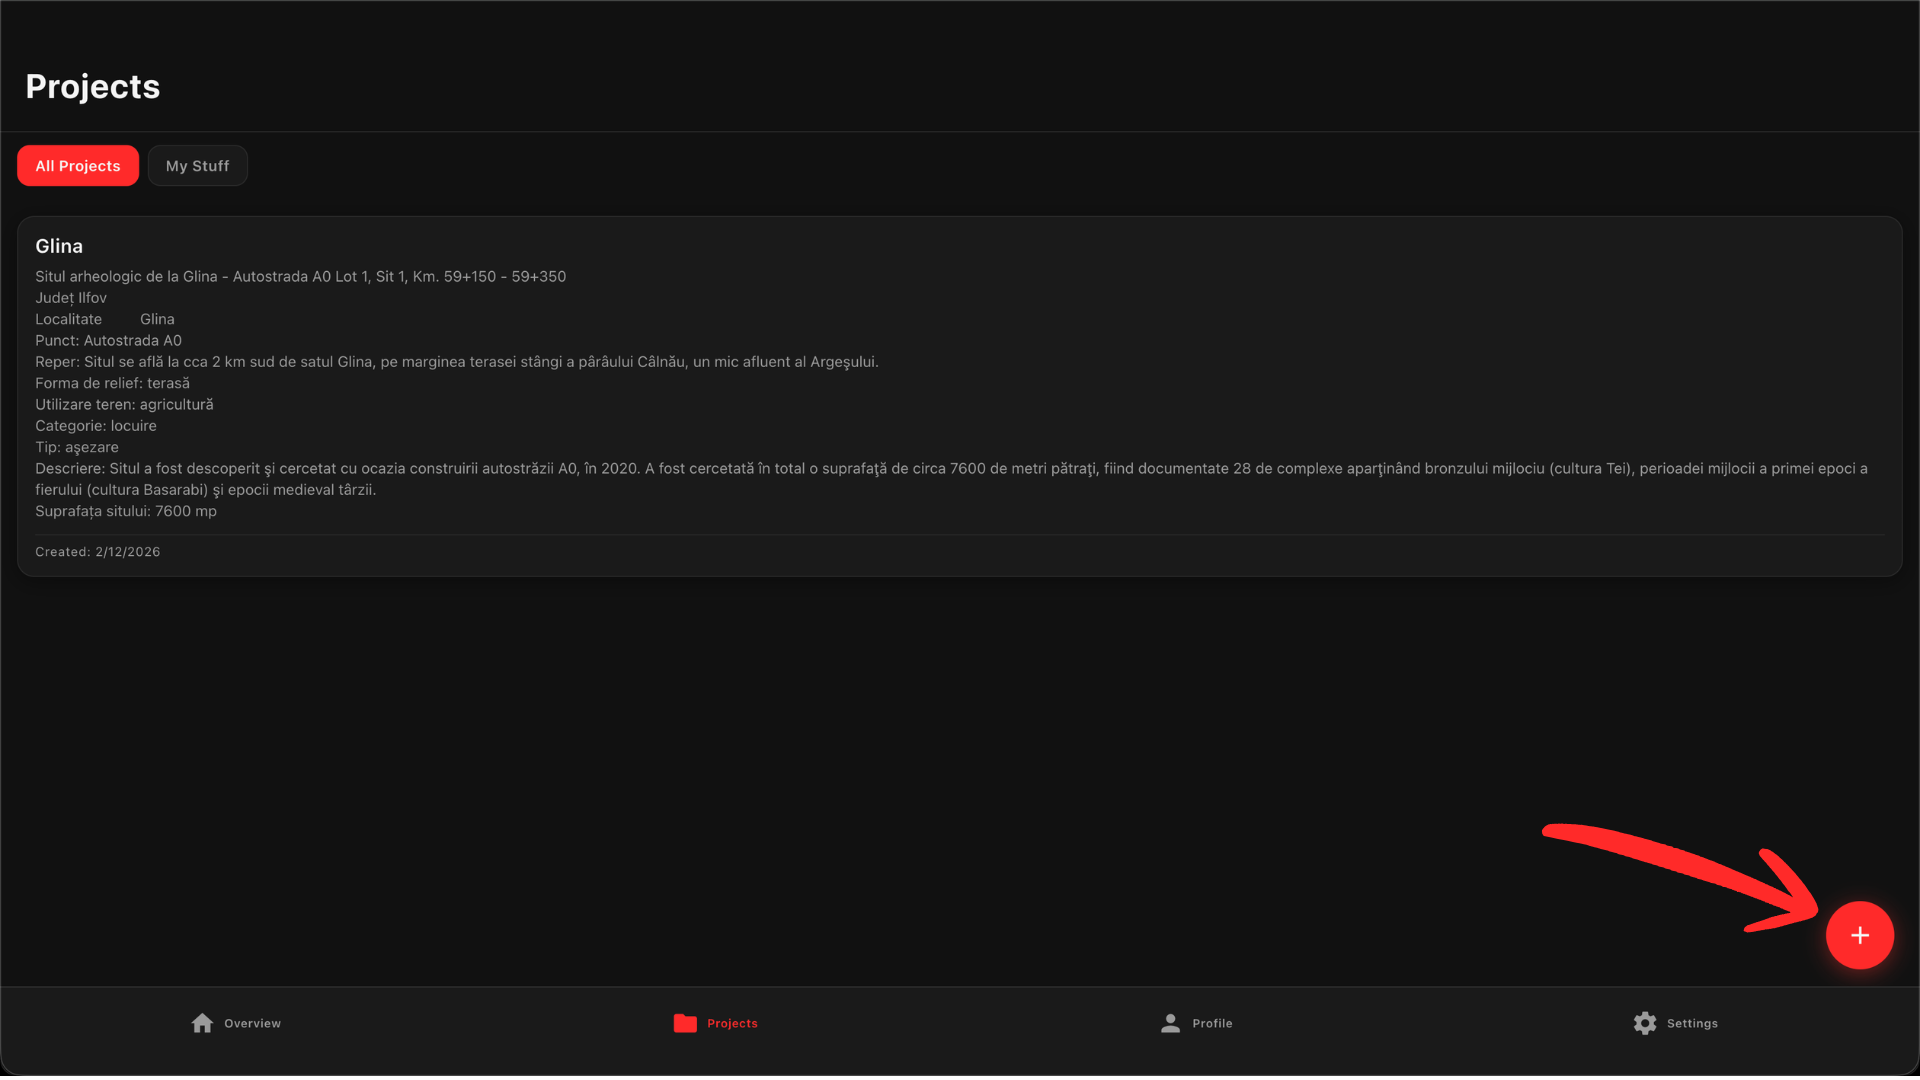 Projects
All Projects
My Stuff
Glina
Situl arheologic de la Glina - Autostrada A0 Lot 1, Sit 1, Km. 59+150 - 59+350
Județ Ilfov
Localitate Glina
Punct: Autostrada A0
Reper: Situl se află la cca 2 km sud de satul Glina, pe marginea terasei stângi a pârâului Câlnău, un mic afluent al Argeşului.
Forma de relief: terasă
Utilizare teren: agricultură
Categorie: locuire
Tip: aşezare
Descriere: Situl a fost descoperit şi cercetat cu ocazia construirii autostrăzii A0, în 2020. A fost cercetată în total o suprafaţă de circa 7600 de metri pătraţi, fiind documentate 28 de complexe aparţinând bronzului mijlociu (cultura Tei), perioadei mijlocii a primei epoci a
fierului (cultura Basarabi) şi epocii medieval târzii.
Suprafața sitului: 7600 mp
Created: 2/12/2026
+
Overview
Projects
Profile
Settings